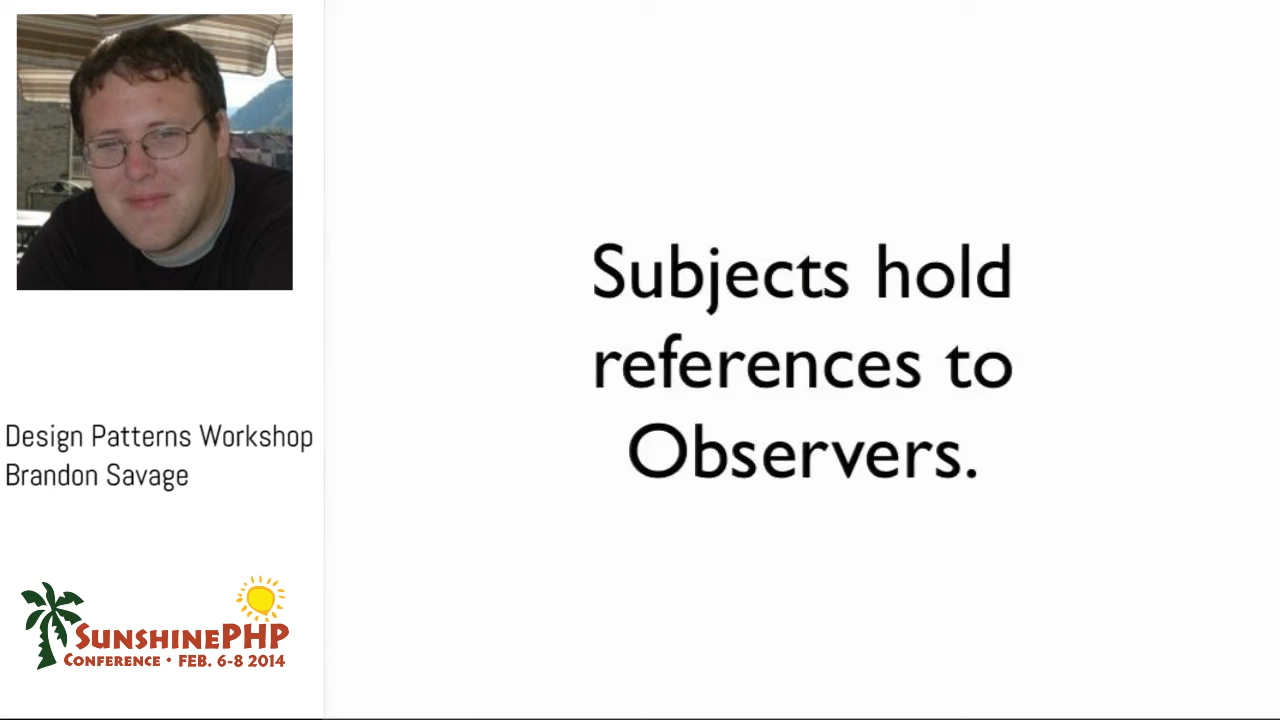 Subjects hold
references to
Observers.
Design Patterns Workshop
Brandon Savage
SUNSHINEPHP
CONFERENCE • FEB. 6-8 2014